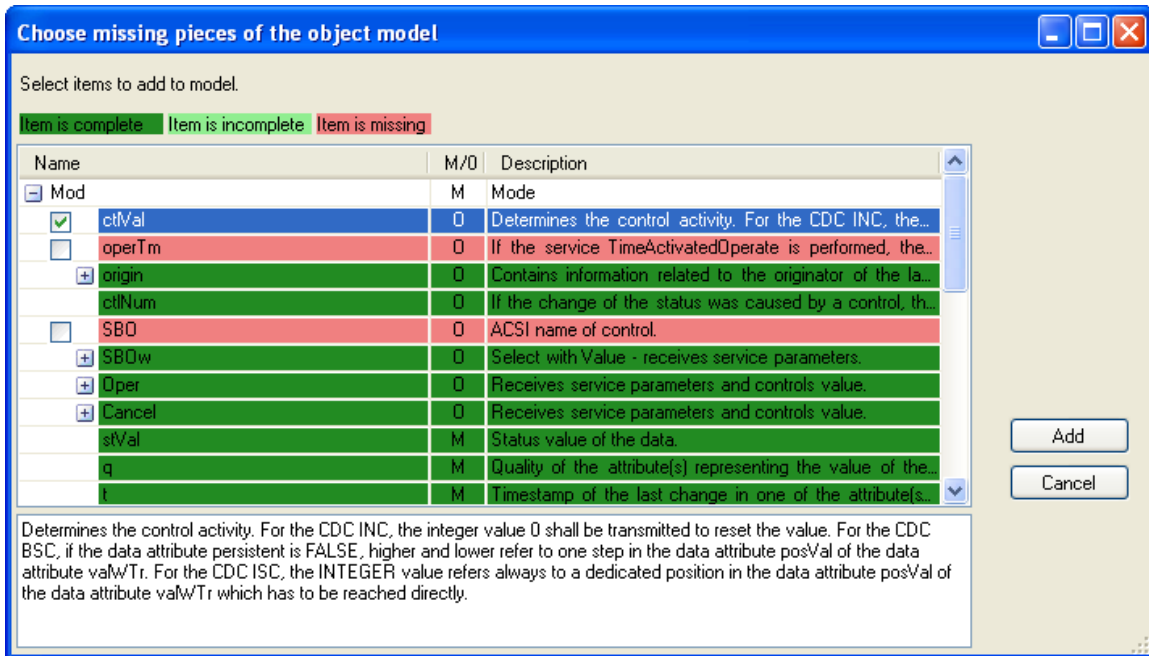 Choose missing pieces of the object model
Select items to add to model.
Item is complete Item is incomplete Item is missing
Name M/O Description
Mod M Mode
ctlVal O Determines the control activity. For the CDC INC, the...
operTm O If the service TimeActivatedOperate is performed, the...
origin O Contains information related to the originator of the la...
ctlNum O If the change of the status was caused by a control, th...
SBO O ACSI name of control.
SBOw O Select with Value - receives service parameters.
Oper O Receives service parameters and controls value.
Cancel O Receives service parameters and controls value.
stVal M Status value of the data.
q M Quality of the attribute(s) representing the value of the...
t M Timestamp of the last change in one of the attribute(s...
Add
Cancel
Determines the control activity. For the CDC INC, the integer value 0 shall be transmitted to reset the value. For the CDC
BSC, if the data attribute persistent is FALSE, higher and lower refer to one step in the data attribute posVal of the data
attribute valWTr. For the CDC ISC, the INTEGER value refers always to a dedicated position in the data attribute posVal of
the data attribute valWTr which has to be reached directly.